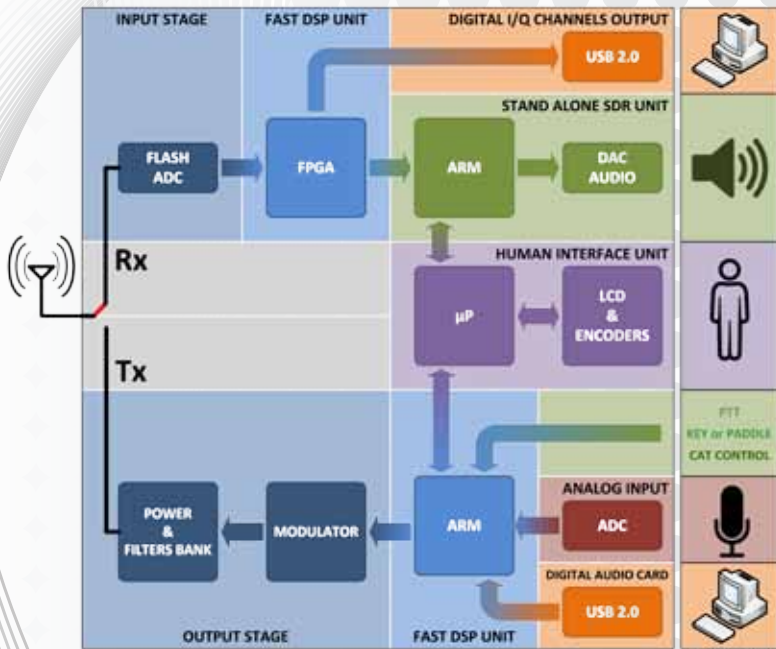 INPUT STAGE
FAST DSP UNIT
DIGITAL I/Q CHANNELS OUTPUT
USB 2.0
STAND ALONE SDR UNIT
FLASH
ADC
FPGA
ARM
DAC
AUDIO
Rx
HUMAN INTERFACE UNIT
µP
LCD
&
ENCODERS
Tx
PTT
KEY or PADDLE
CAT CONTROL
ANALOG INPUT
POWER
&
FILTERS BANK
MODULATOR
ARM
ADC
DIGITAL AUDIO CARD
USB 2.0
OUTPUT STAGE
FAST DSP UNIT